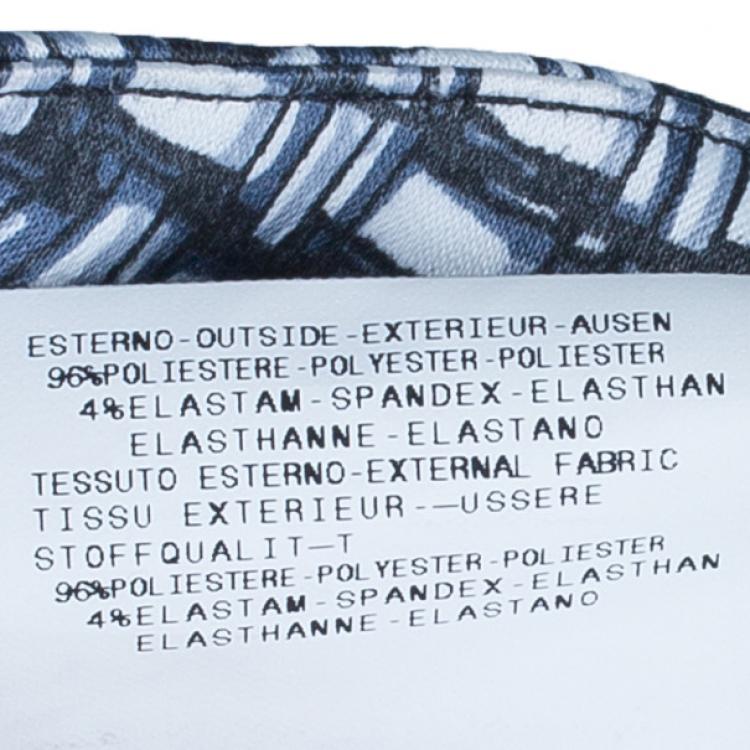 ESTERNO-OUTSIDE-EXTERIEUR-AUSEN
96%POLIESTERE-POLYESTER-POLIESTER
4%ELASTAM-SPANDEX-ELASTHAN
ELASTHANNE-ELASTANO
TESSUTO ESTERNO-EXTERNAL FABRIC
TISSU EXTERIEUR-—USSERE
STOFFQUALIT—T
96%POLIESTERE-POLYESTER-POLIESTER
4%ELASTAM-SPANDEX-ELASTHAN
ELASTHANNE-ELASTANO